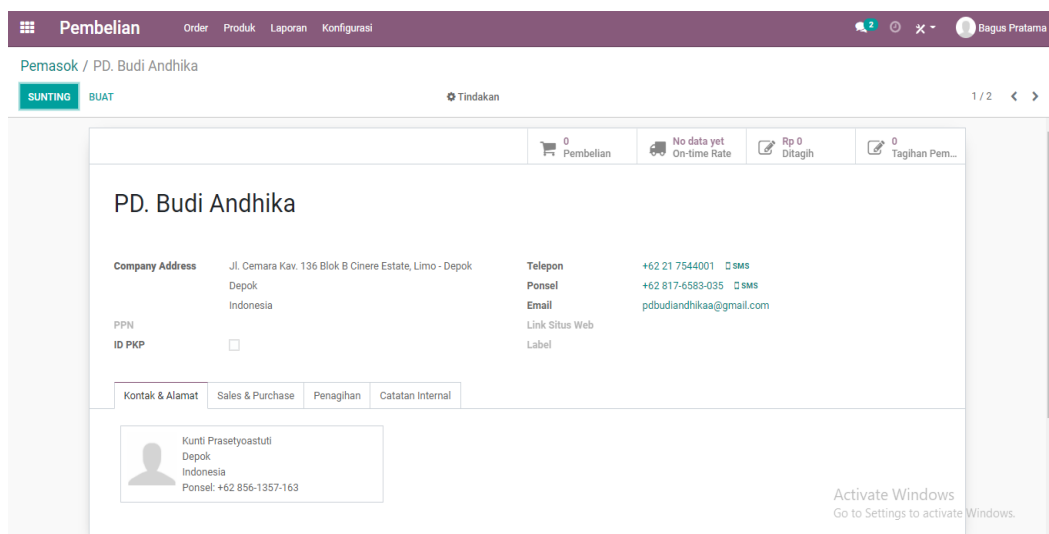 Pembelian Order Produk Laporan Konfigurasi 2 Bagus Pratama
Pemasok / PD. Budi Andhika
SUNTING BUAT Tindakan 1 / 2
0 Pembelian
No data yet On-time Rate
Rp 0 Ditagih
0 Tagihan Pem...
PD. Budi Andhika
Company Address Jl. Cemara Kav. 136 Blok B Cinere Estate, Limo - Depok
Depok
Indonesia
PPN
ID PKP
Telepon +62 21 7544001 SMS
Ponsel +62 817-6583-035 SMS
Email pdbudiandhikaa@gmail.com
Link Situs Web
Label
Kontak & Alamat Sales & Purchase Penagihan Catatan Internal
Kunti Prasetyoastuti
Depok
Indonesia
Ponsel: +62 856-1357-163
Activate Windows
Go to Settings to activate Windows.